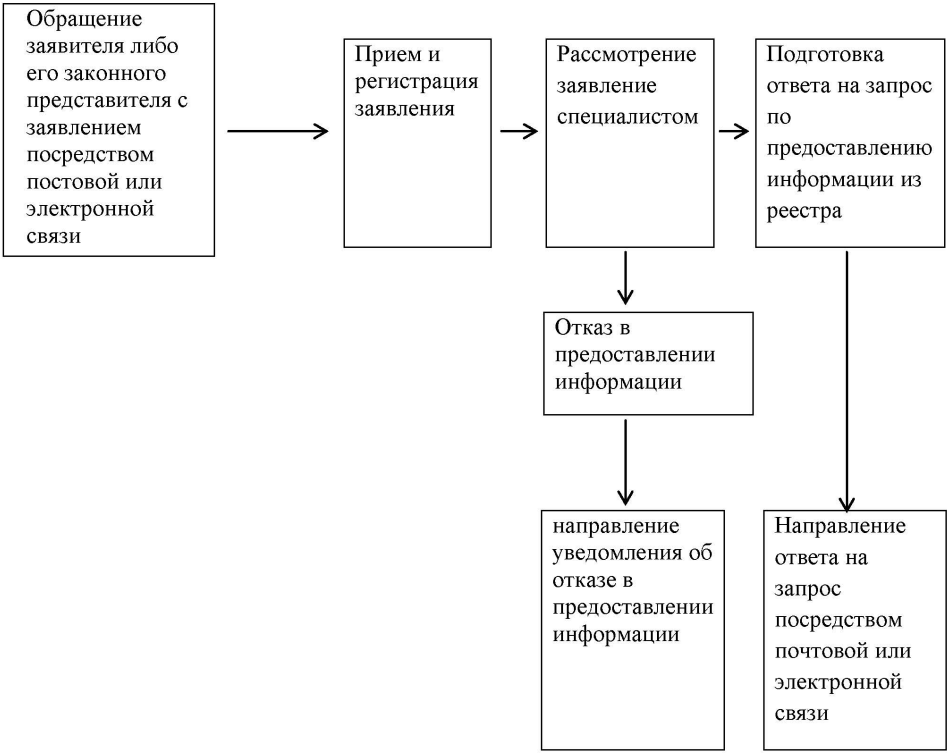 Обращение
заявителя либо
его законного
представителя с
заявлением
посредством
постовой или
электронной
связи
Прием и
регистрация
заявления
Рассмотрение
заявление
специалистом
Подготовка
ответа на запрос
по
предоставлению
информации из
реестра
Отказ в
предоставлении
информации
направление
уведомления об
отказе в
предоставлении
информации
Направление
ответа на
запрос
посредством
почтовой или
электронной
связи